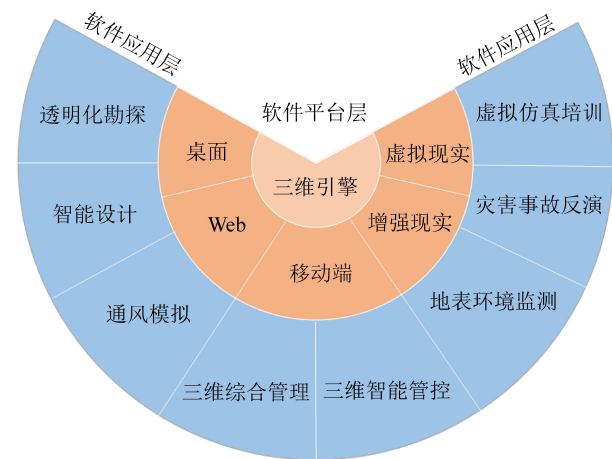 软件应用层
软件应用层
软件平台层
透明化勘探
桌面
虚拟现实
虚拟仿真培训
三维引擎
智能设计
Web
增强现实
灾害事故反演
移动端
通风模拟
地表环境监测
三维综合管理
三维智能管控